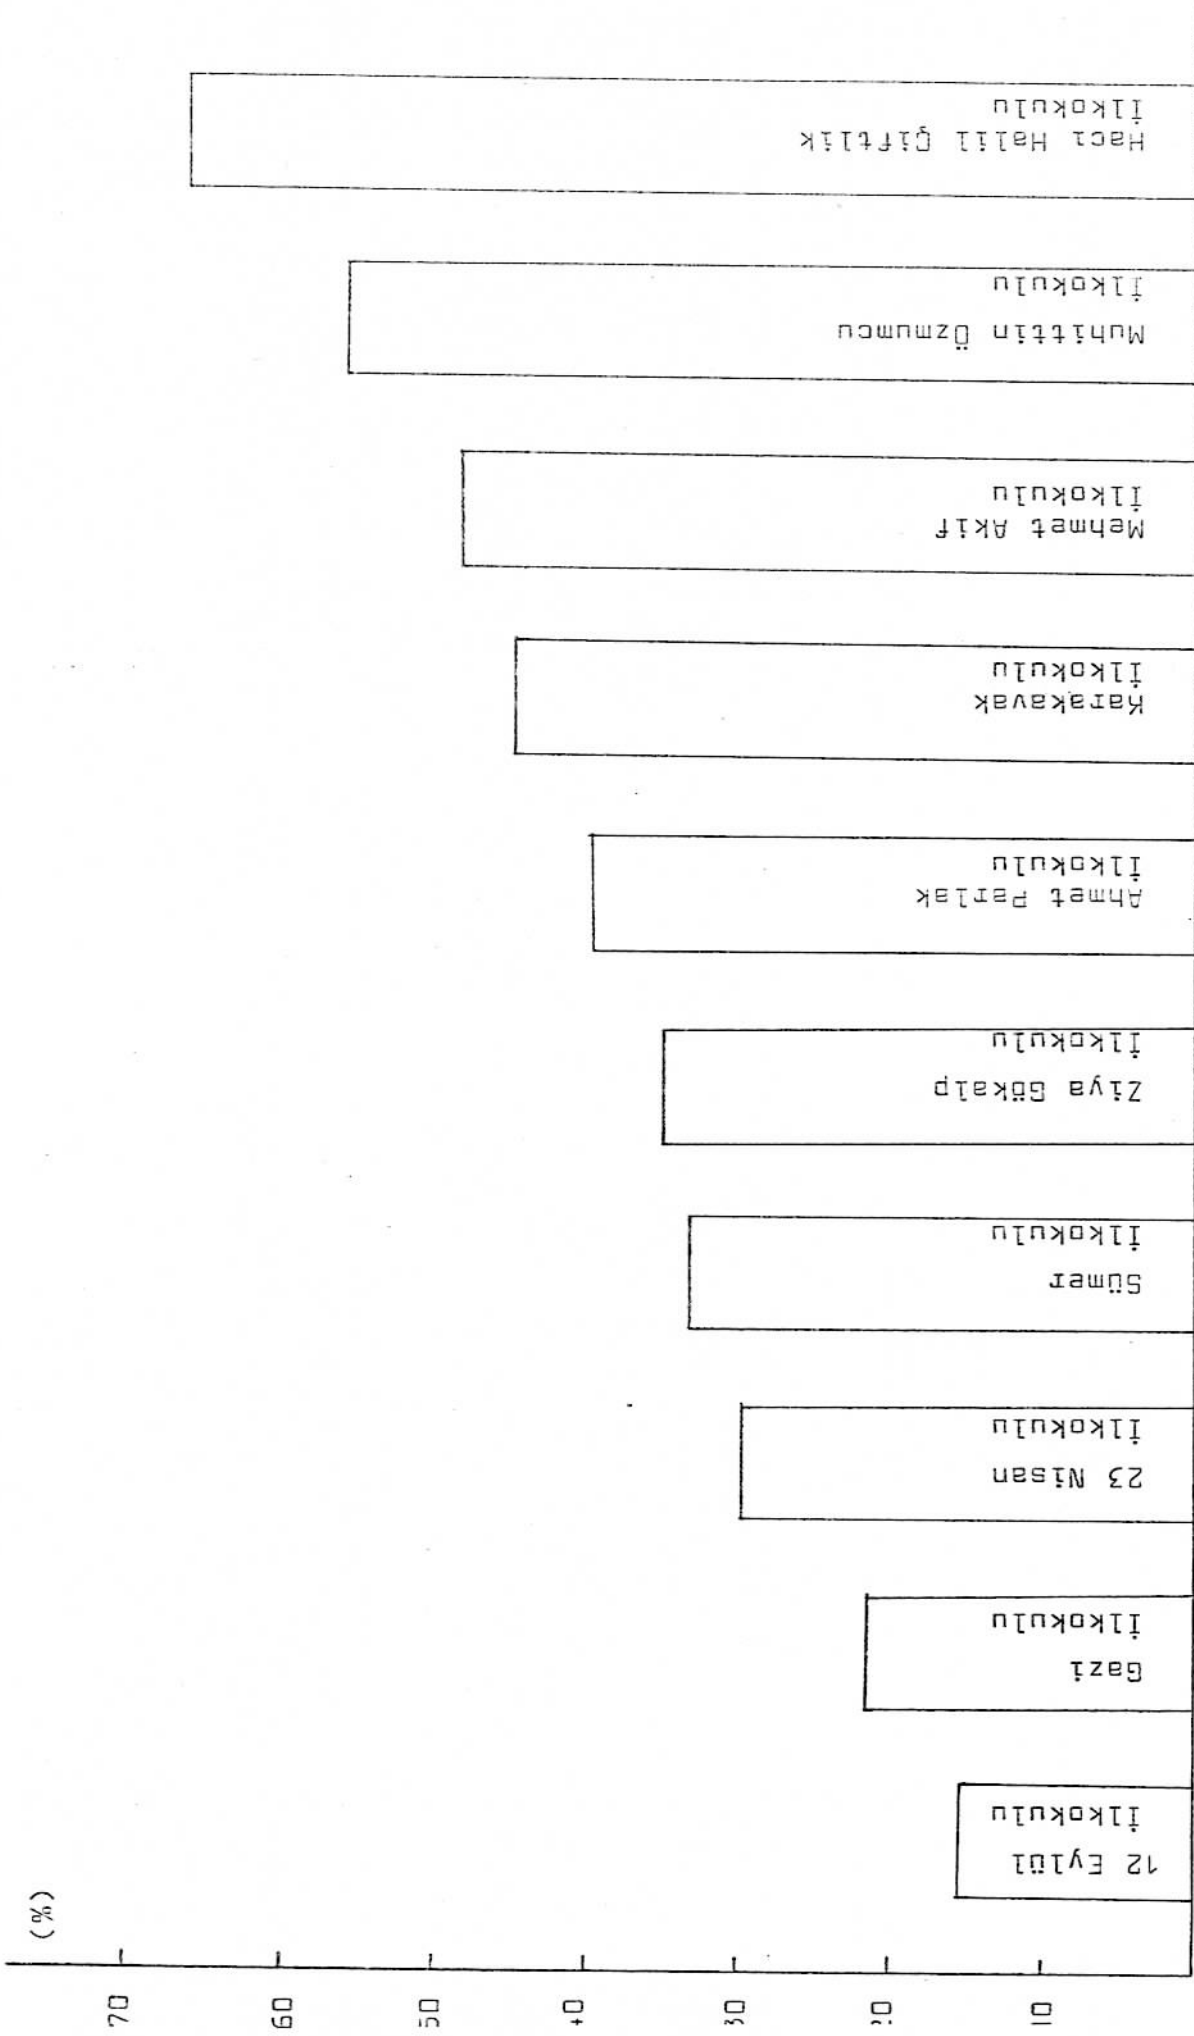 (%)
70
60
50
40
30
20
10
12 Eylül
İlkokulu
Gazi
İlkokulu
23 Nisan
İlkokulu
Sümer
İlkokulu
Ziya Gökalp
İlkokulu
Ahmet Parlak
İlkokulu
Karakavak
İlkokulu
Mehmet Akif
İlkokulu
Muhittin Özmumcu
İlkokulu
Hacı Halil Çiftlik
İlkokulu